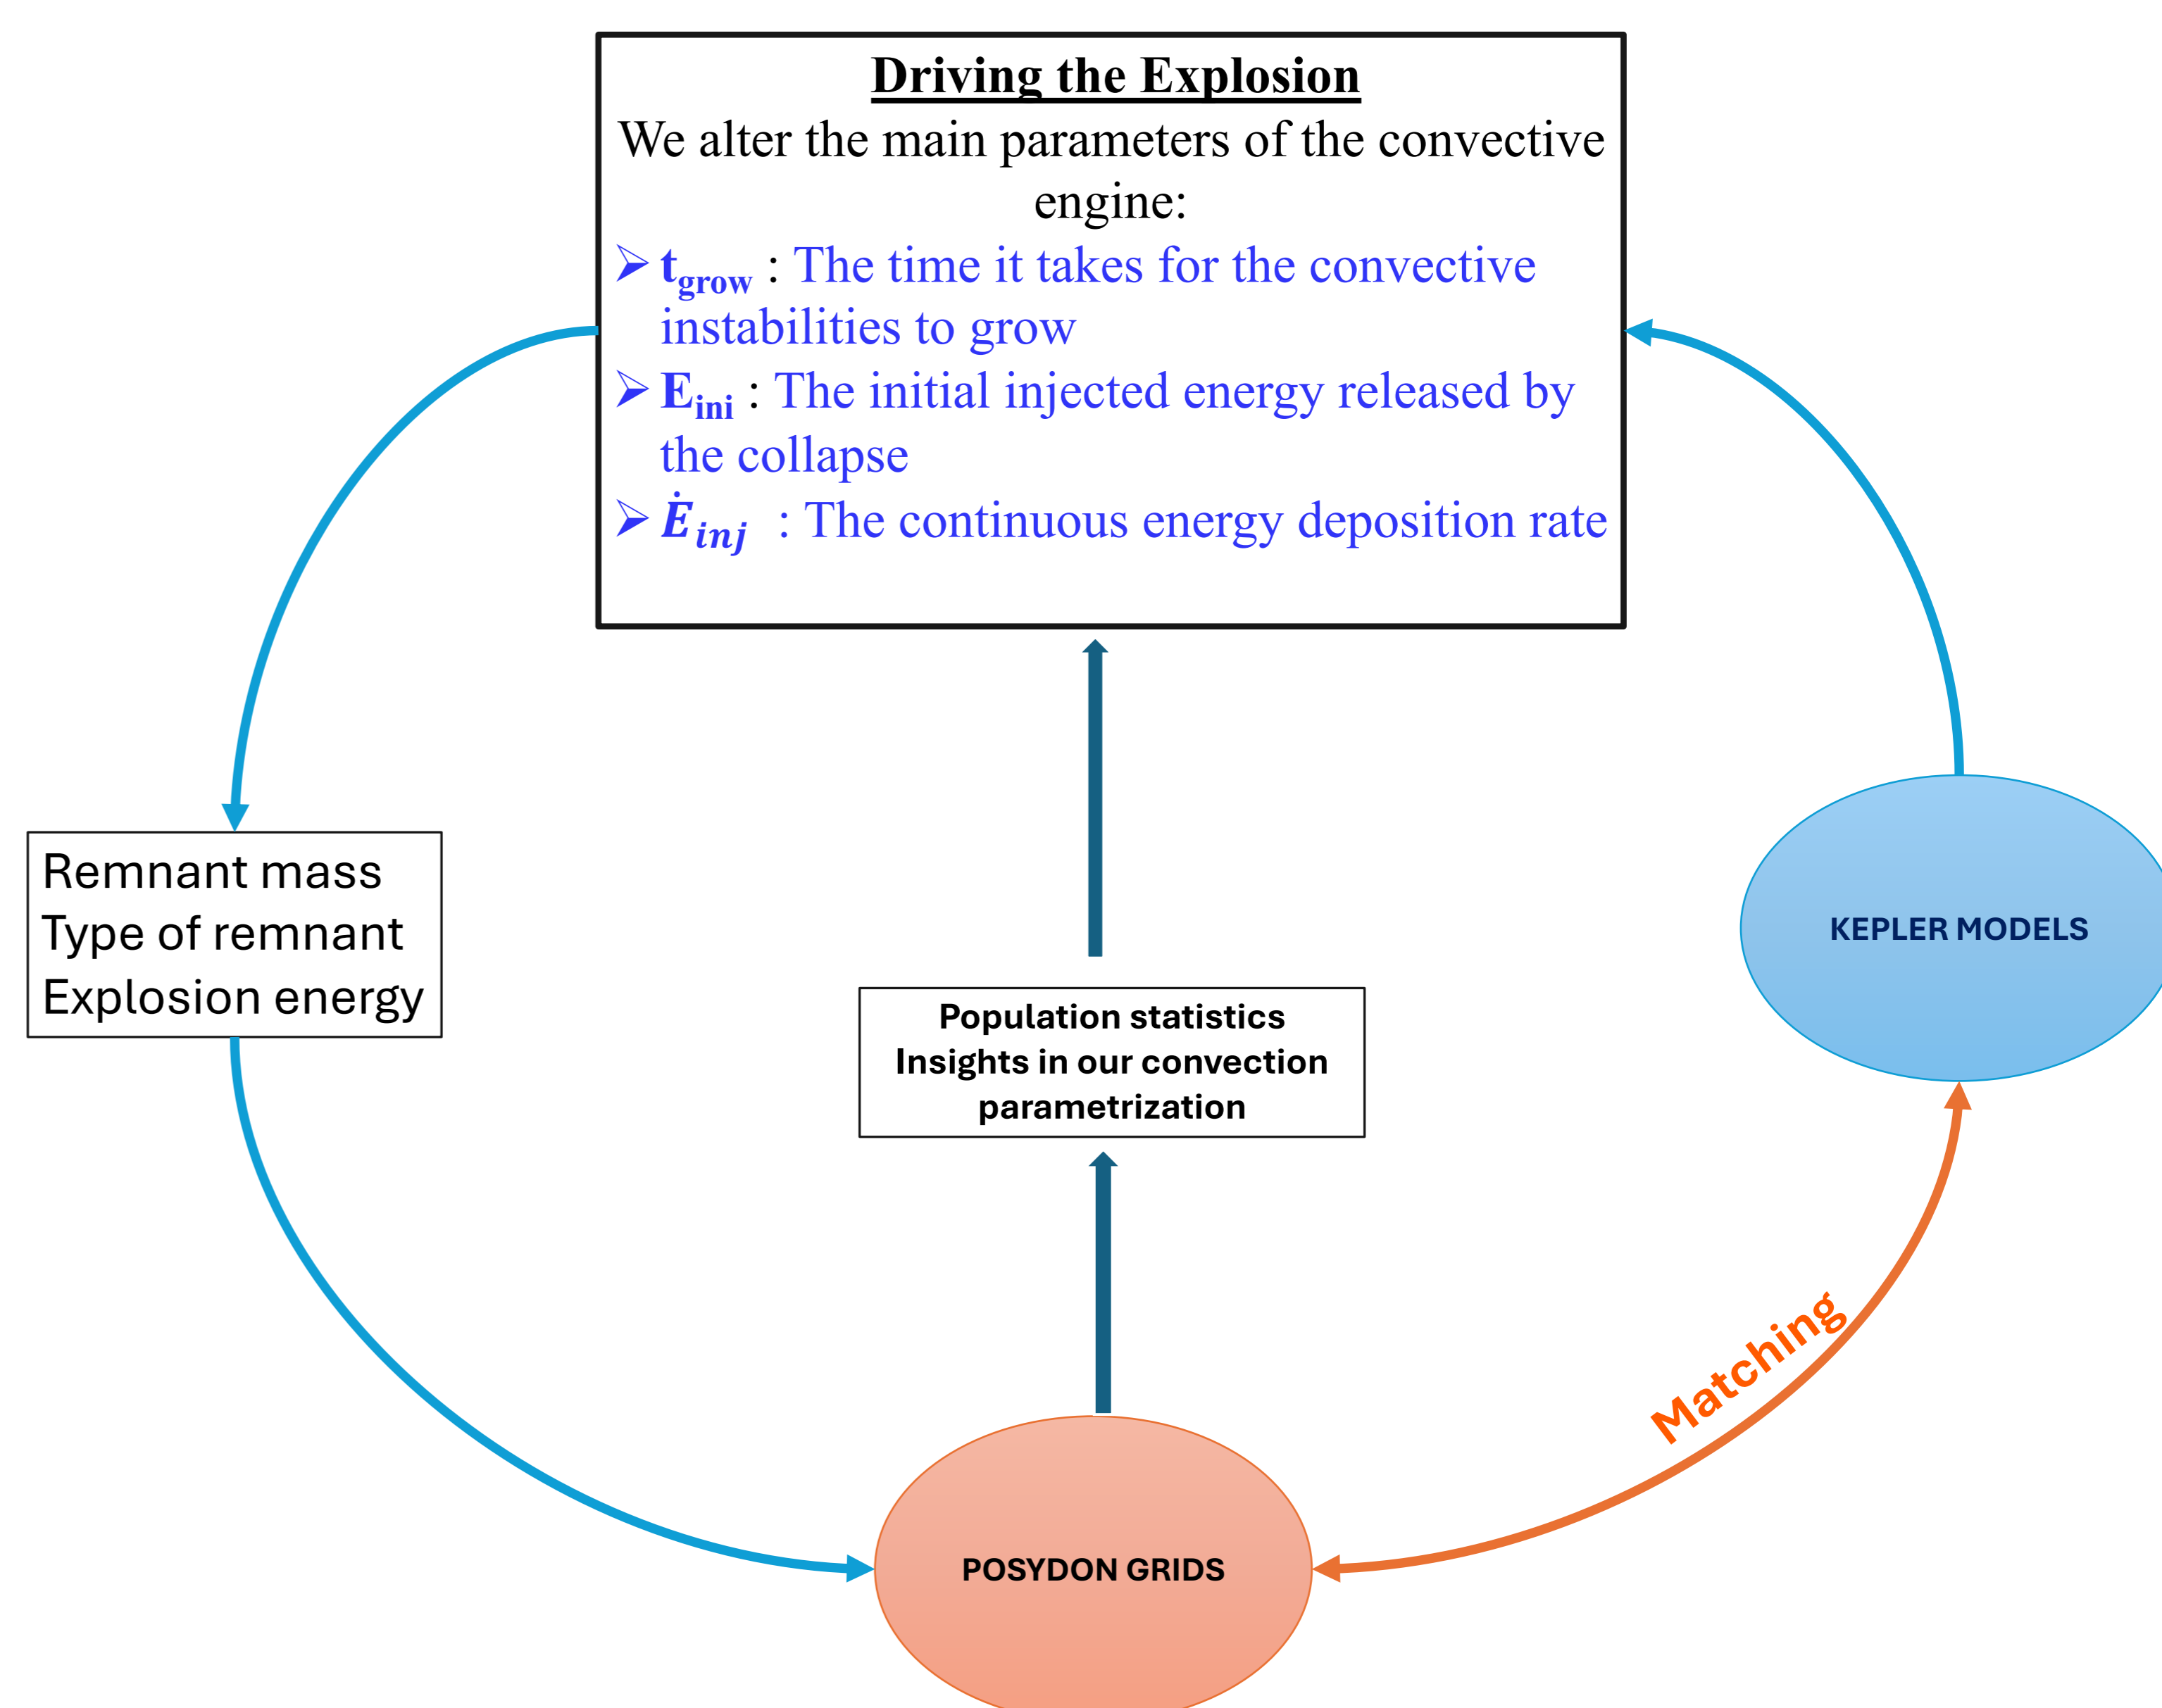 Driving the Explosion
We alter the main parameters of the convective
engine:
➢ t_grow : The time it takes for the convective
instabilities to grow
➢ E_ini : The initial injected energy released by
the collapse
➢ Ė_inj : The continuous energy deposition rate
Remnant mass
Type of remnant
Explosion energy
KEPLER MODELS
Population statistics
Insights in our convection
parametrization
Matching
POSYDON GRIDS